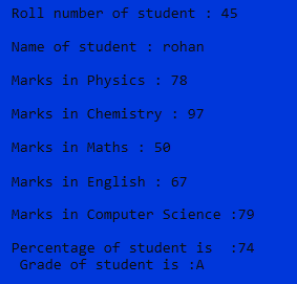 Roll number of student : 45
Name of student : rohan
Marks in Physics : 78
Marks in Chemistry : 97
Marks in Maths : 50
Marks in English : 67
Marks in Computer Science :79
Percentage of student is  :74
Grade of student is :A